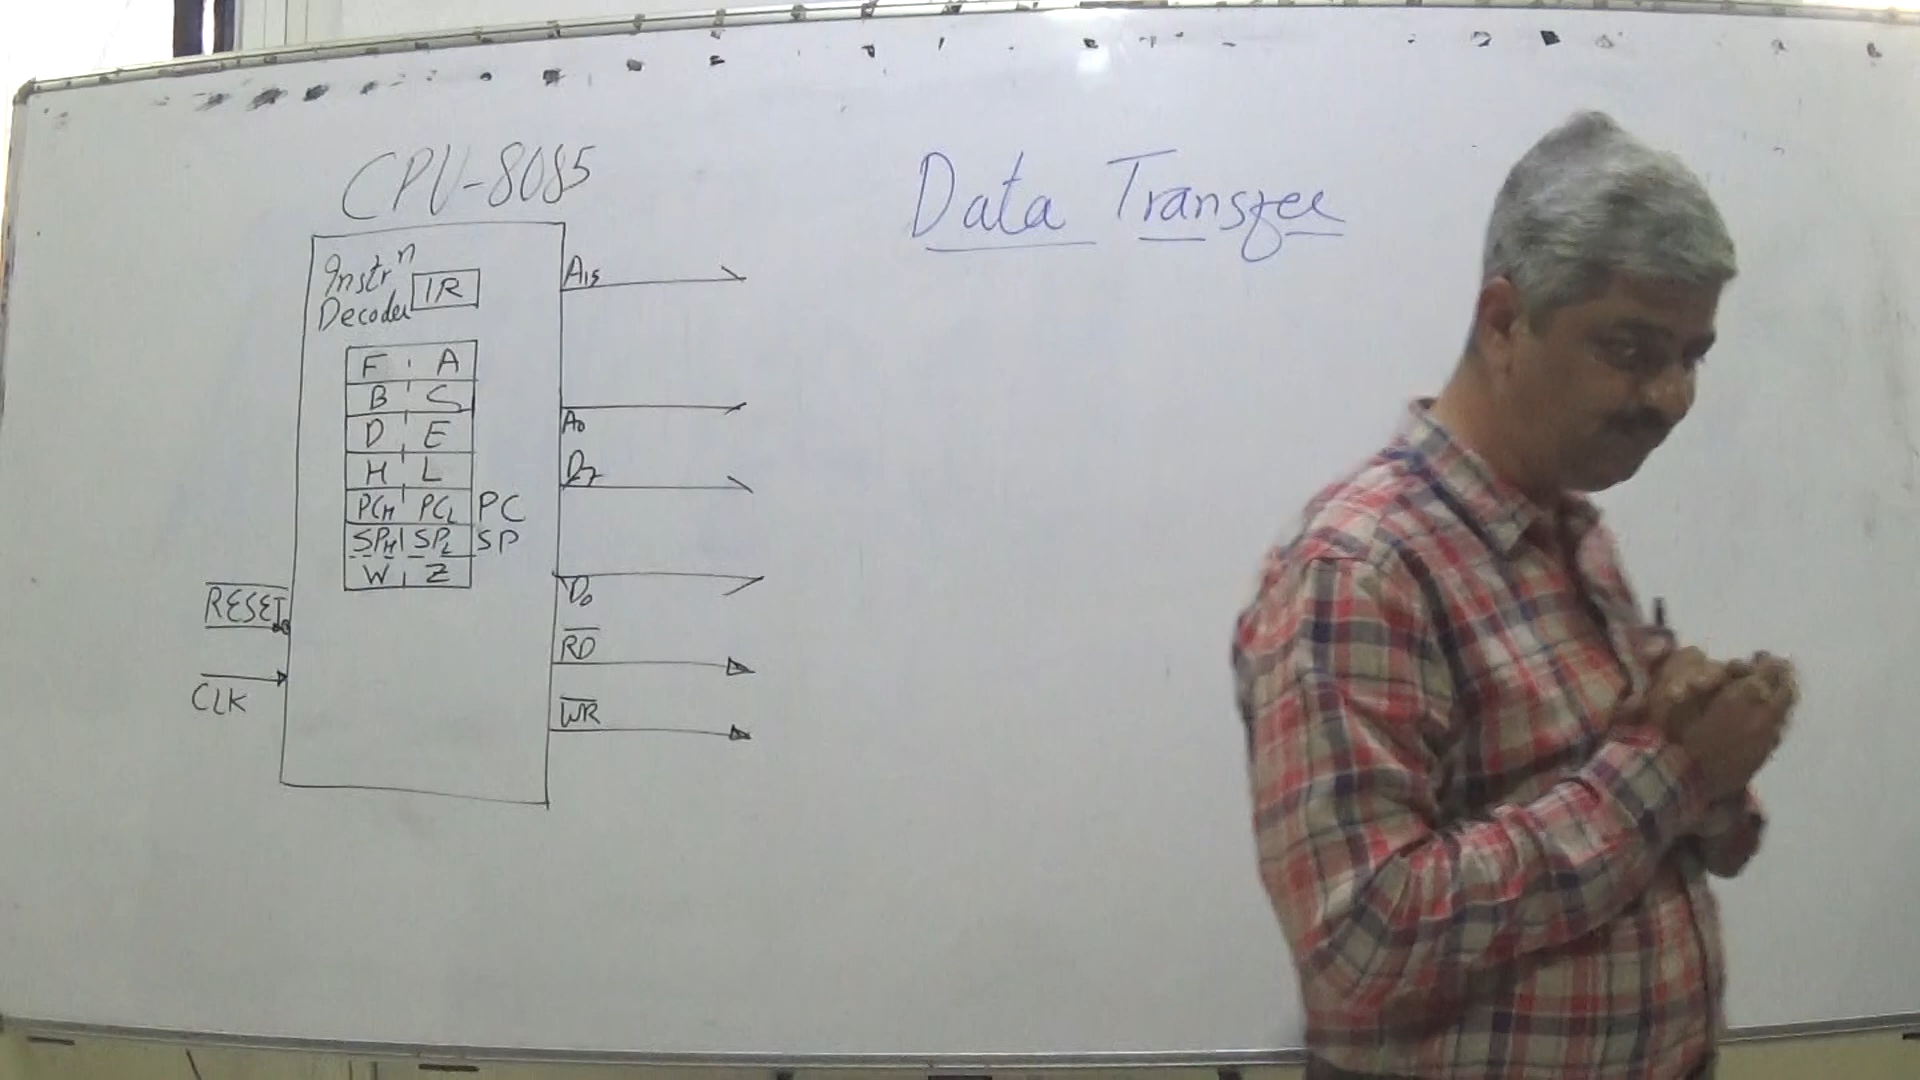 CPU-8085
Data Transfer
Instrⁿ
Decoder
IR
F A
B C
D E
H L
PCH PCL PC
SPH SPL SP
W Z
RESET
CLK
A15
A0
D7
D0
RD
WR